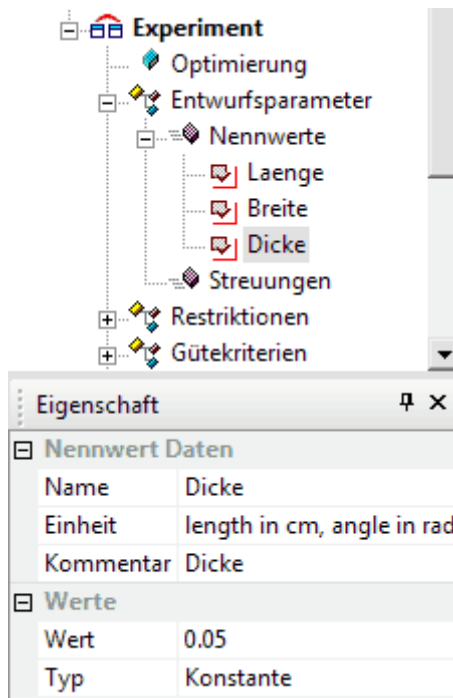 Experiment
Optimierung
Entwurfsparameter
Nennwerte
Laenge
Breite
Dicke
Streuungen
Restriktionen
Gütekriterien
Eigenschaft
Nennwert Daten
Name Dicke
Einheit length in cm, angle in rad
Kommentar Dicke
Werte
Wert 0.05
Typ Konstante